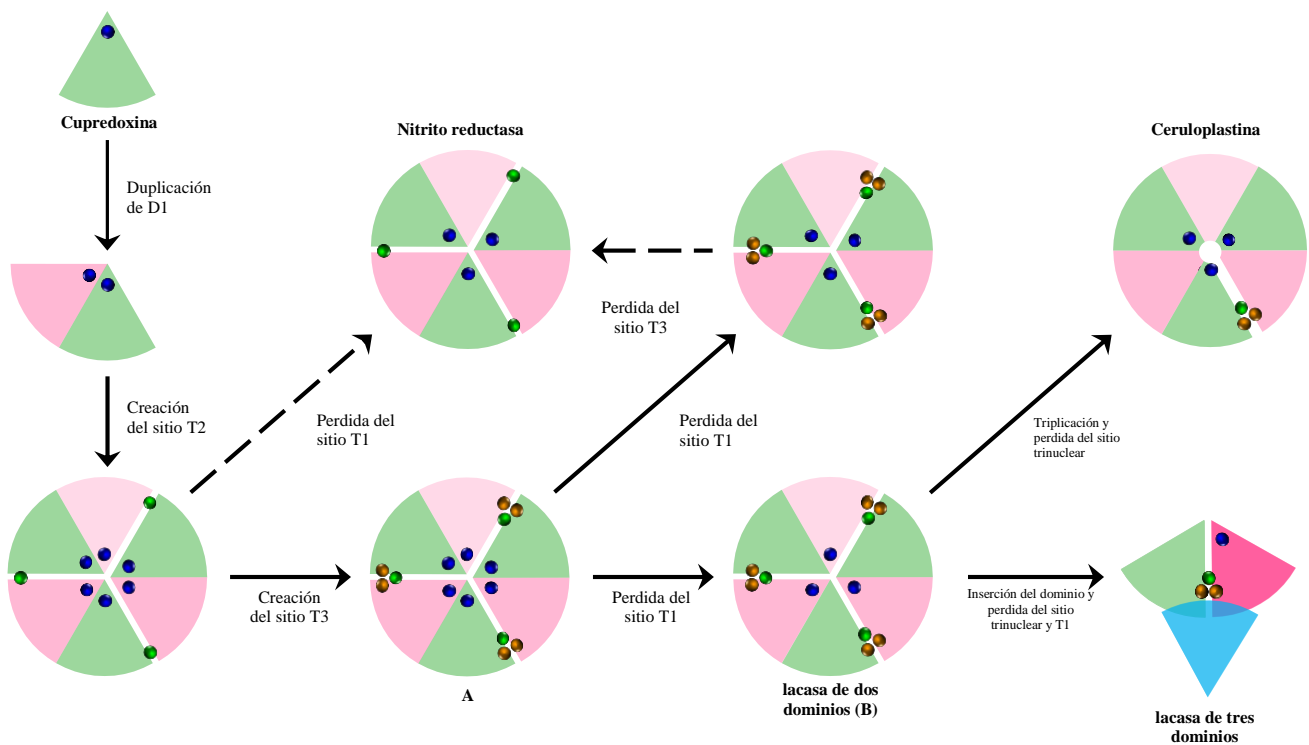 Cupredoxina
Duplicación
de D1
Creación
del sitio T2
Nitrito reductasa
Perdida del
sitio T1
Perdida del
sitio T3
Perdida del
sitio T1
Ceruloplastina
Triplicación y
perdida del sitio
trinuclear
Creación
del sitio T3
A
Perdida del
sitio T1
lacasa de dos
dominios (B)
Inserción del dominio y
perdida del sitio
trinuclear y T1
lacasa de tres
dominios